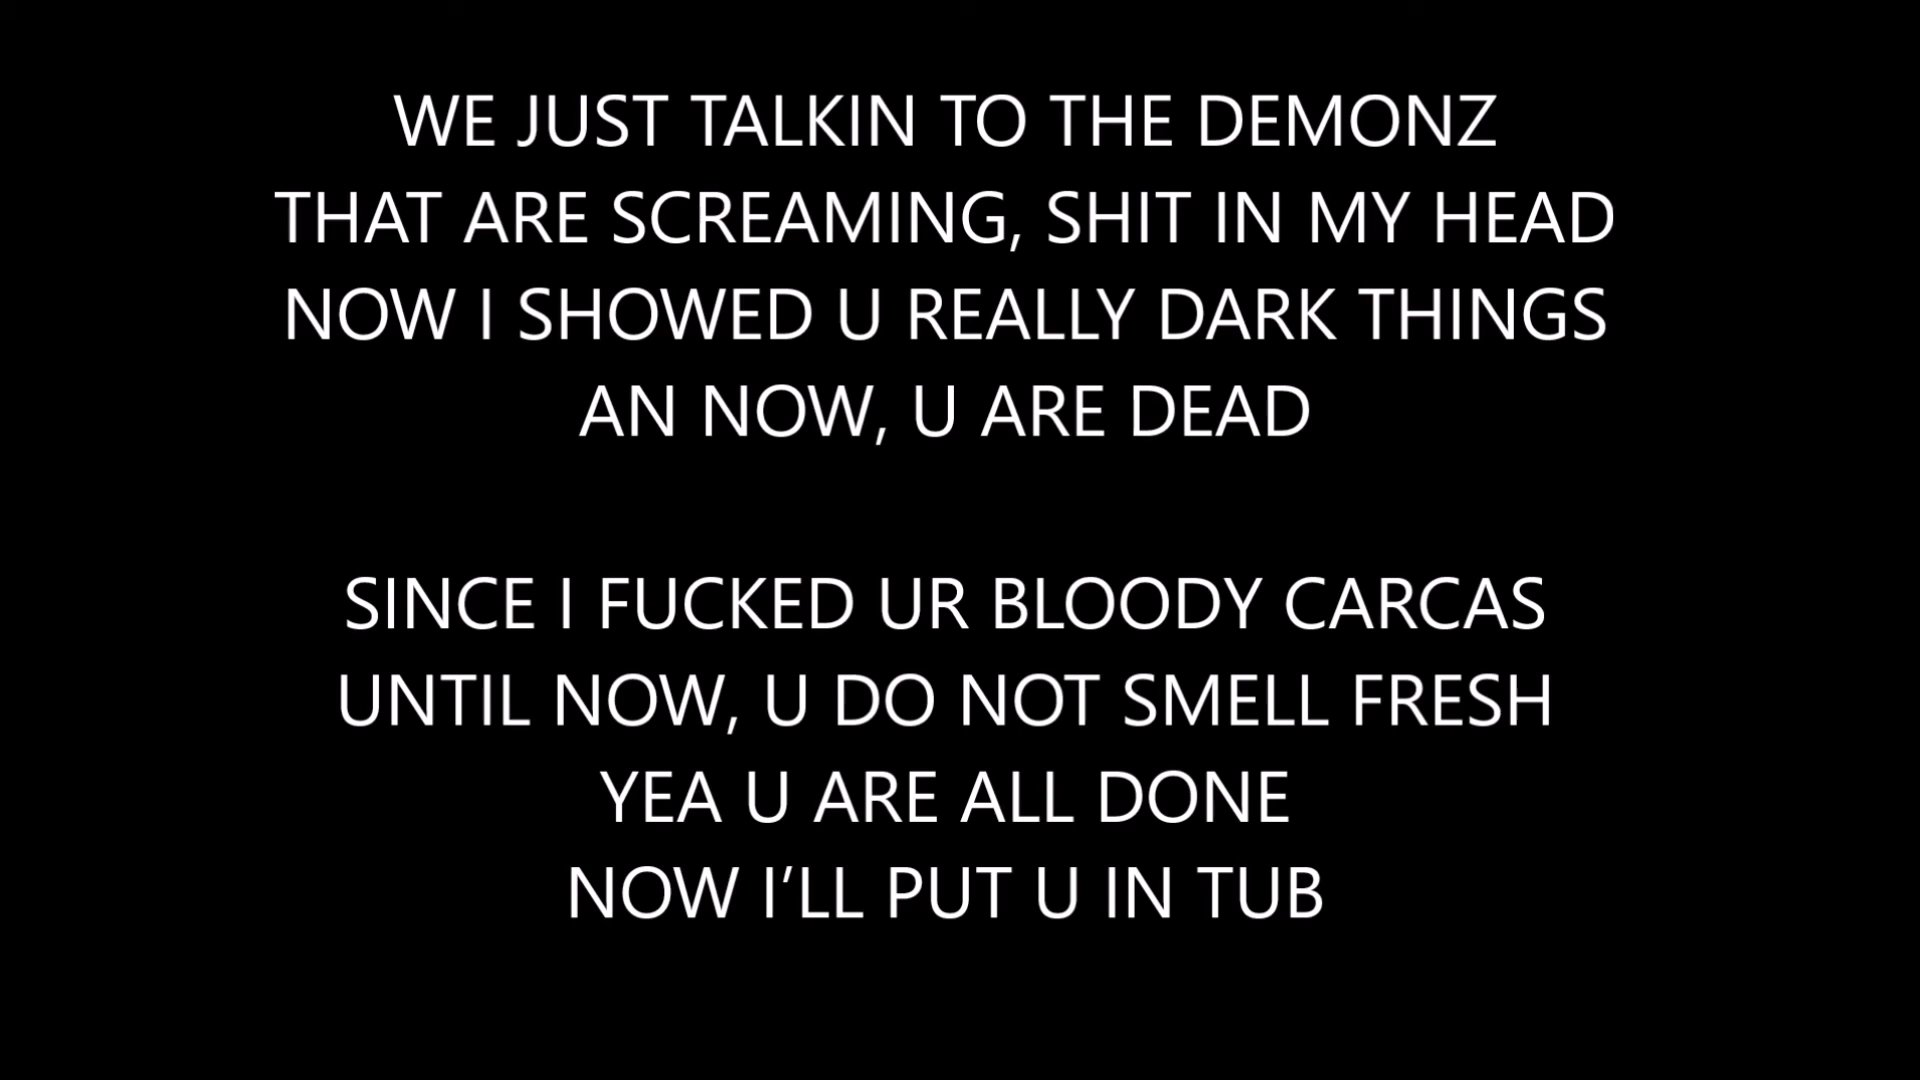 WE JUST TALKIN TO THE DEMONZ
THAT ARE SCREAMING, SHIT IN MY HEAD
NOW I SHOWED U REALLY DARK THINGS
AN NOW, U ARE DEAD
SINCE I FUCKED UR BLOODY CARCAS
UNTIL NOW, U DO NOT SMELL FRESH
YEA U ARE ALL DONE
NOW I’LL PUT U IN TUB